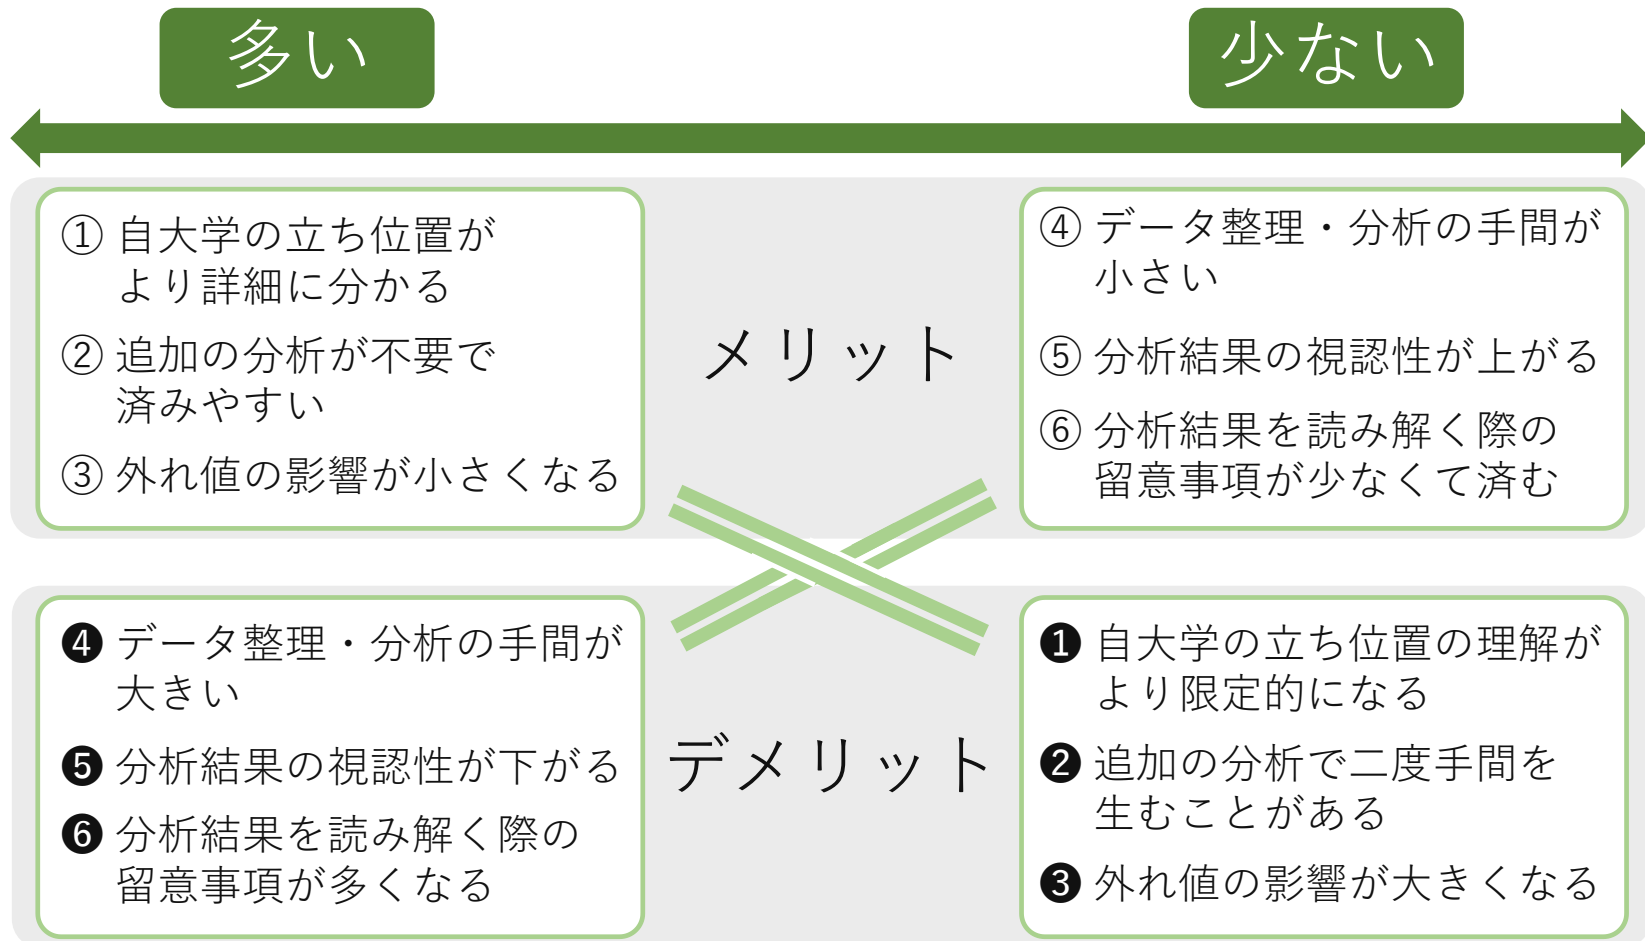 多い
少ない
① 自大学の立ち位置が
より詳細に分かる
② 追加の分析が不要で
済みやすい
③ 外れ値の影響が小さくなる
メリット
④ データ整理・分析の手間が
小さい
⑤ 分析結果の視認性が上がる
⑥ 分析結果を読み解く際の
留意事項が少なくて済む
❹ データ整理・分析の手間が
大きい
❺ 分析結果の視認性が下がる
❻ 分析結果を読み解く際の
留意事項が多くなる
デメリット
❶ 自大学の立ち位置の理解が
より限定的になる
❷ 追加の分析で二度手間を
生むことがある
❸ 外れ値の影響が大きくなる